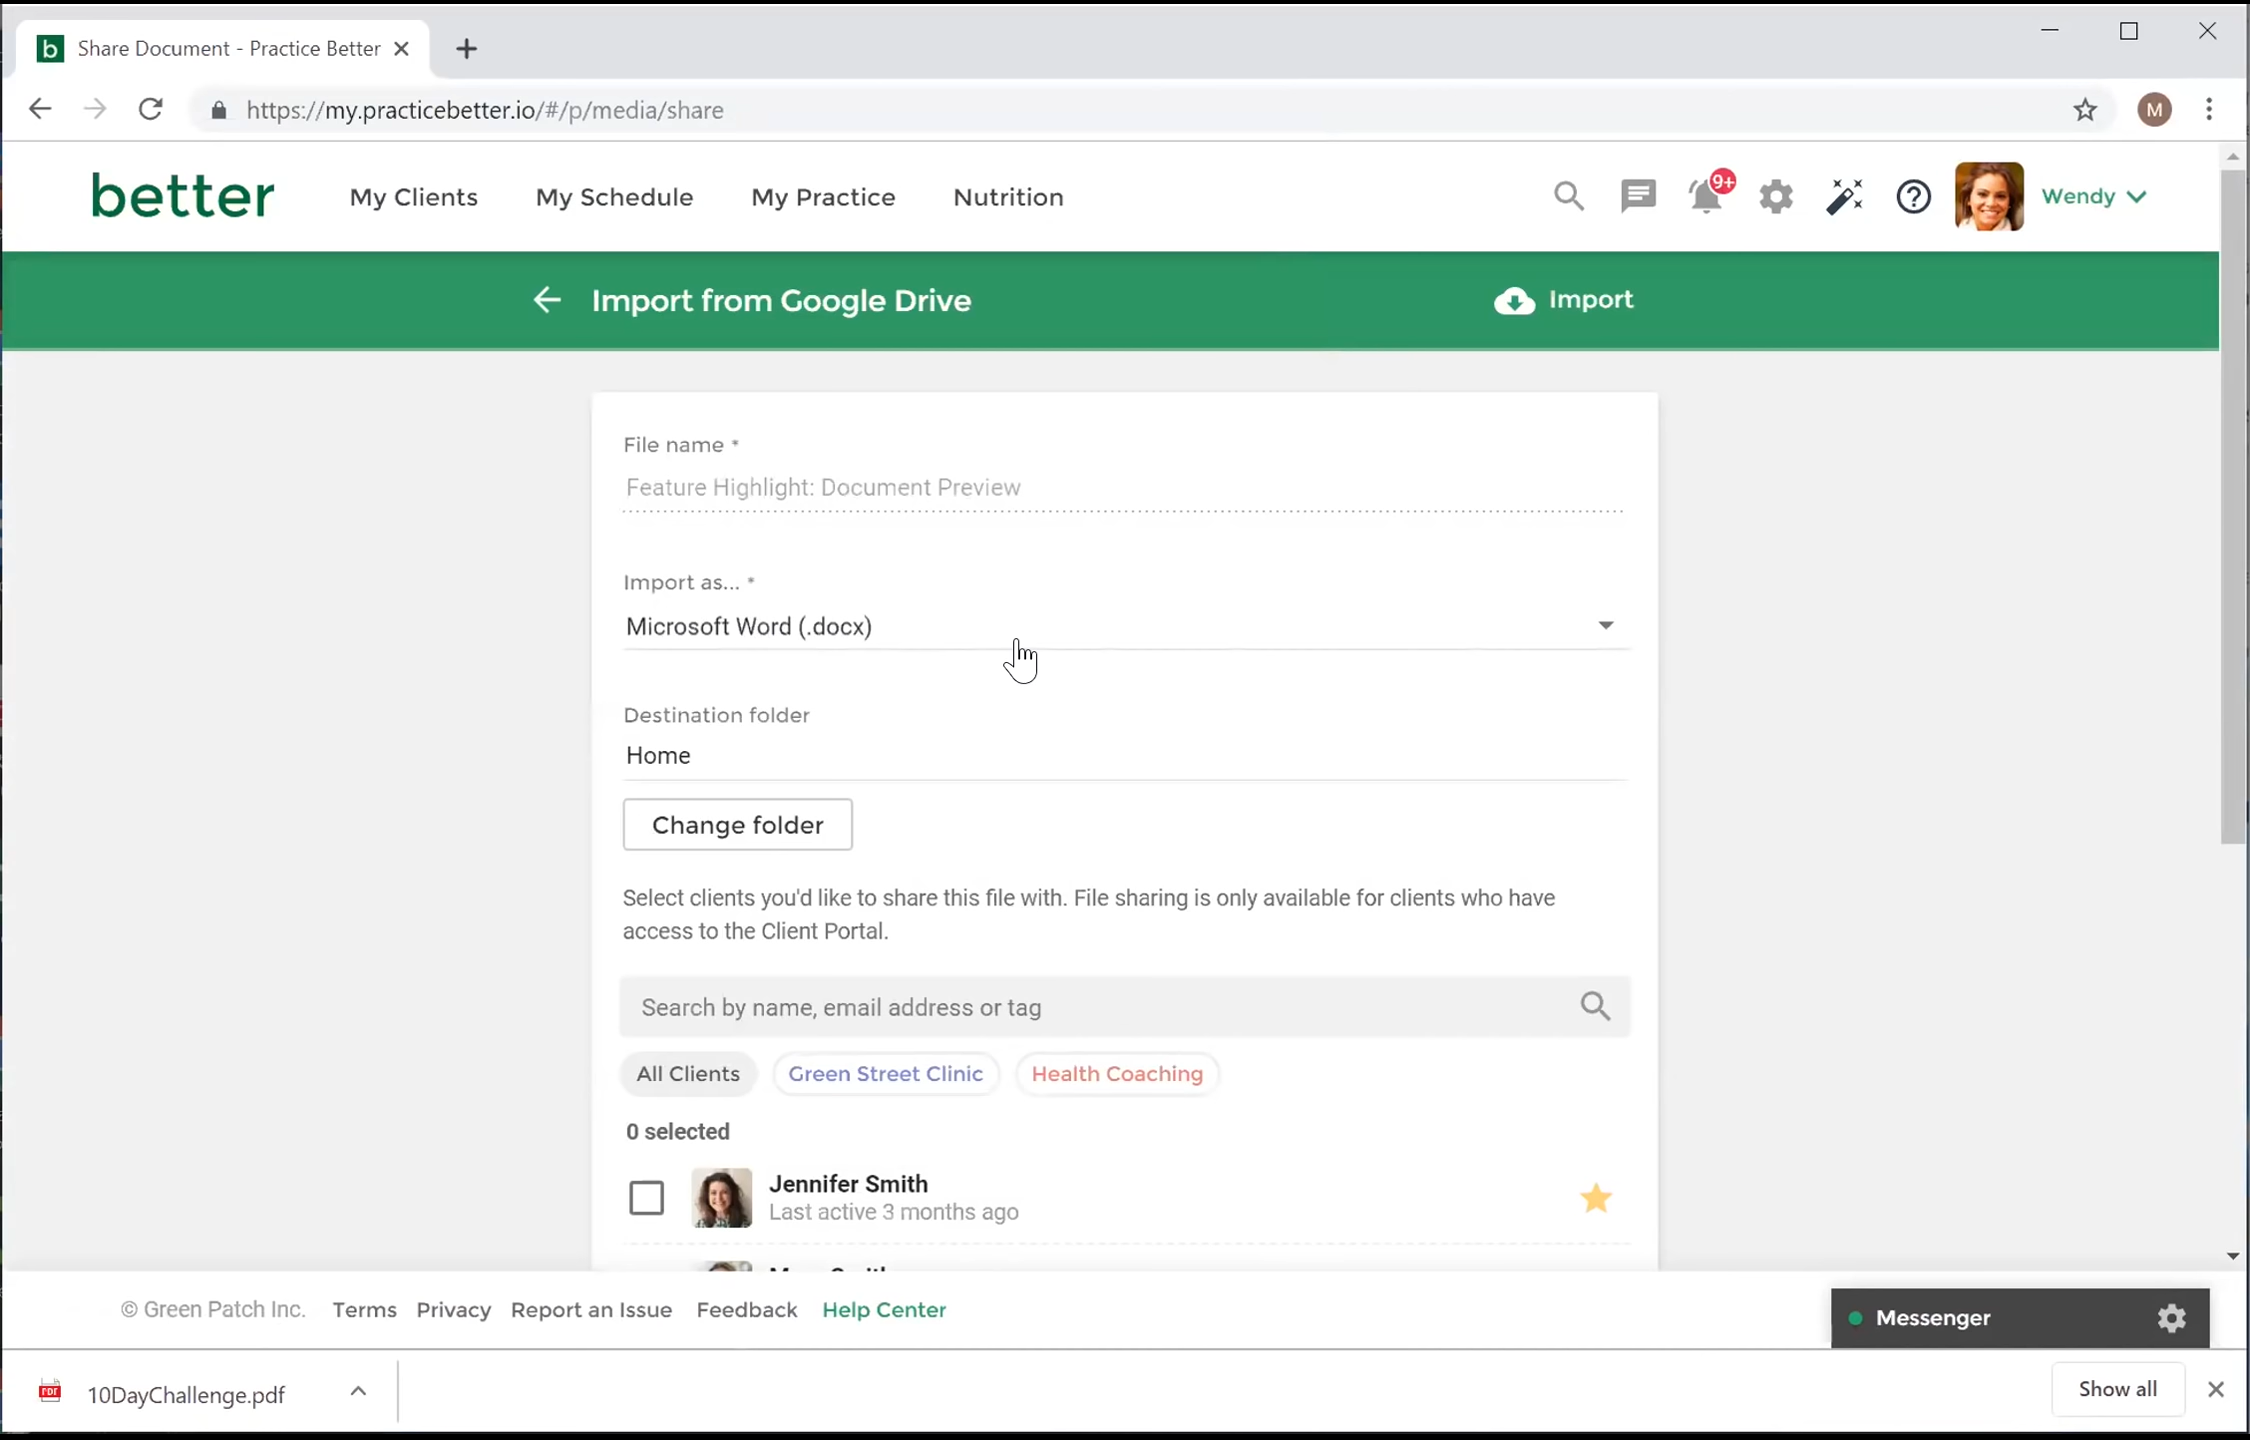 b Share Document - Practice Better
https://my.practicebetter.io/#/p/media/share
M
better My Clients My Schedule My Practice Nutrition 9+ Wendy
Import from Google Drive Import
File name *
Feature Highlight: Document Preview
Import as... *
Microsoft Word (.docx)
Destination folder
Home
Change folder
Select clients you'd like to share this file with. File sharing is only available for clients who have
access to the Client Portal.
Search by name, email address or tag
All Clients Green Street Clinic Health Coaching
0 selected
Jennifer Smith
Last active 3 months ago
© Green Patch Inc. Terms Privacy Report an Issue Feedback Help Center
Messenger
PDF 10DayChallenge.pdf Show all